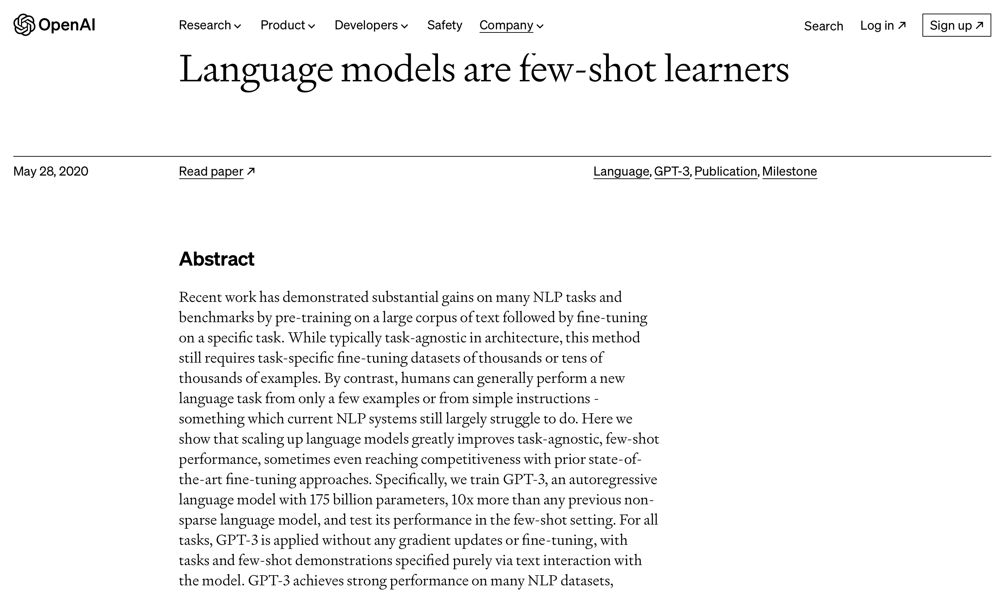 OpenAI
Research Product Developers Safety Company Search Log in ↗ Sign up ↗
Language models are few-shot learners
May 28, 2020 Read paper ↗ Language, GPT-3, Publication, Milestone
Abstract
Recent work has demonstrated substantial gains on many NLP tasks and
benchmarks by pre-training on a large corpus of text followed by fine-tuning
on a specific task. While typically task-agnostic in architecture, this method
still requires task-specific fine-tuning datasets of thousands or tens of
thousands of examples. By contrast, humans can generally perform a new
language task from only a few examples or from simple instructions -
something which current NLP systems still largely struggle to do. Here we
show that scaling up language models greatly improves task-agnostic, few-shot
performance, sometimes even reaching competitiveness with prior state-of-
the-art fine-tuning approaches. Specifically, we train GPT-3, an autoregressive
language model with 175 billion parameters, 10x more than any previous non-
sparse language model, and test its performance in the few-shot setting. For all
tasks, GPT-3 is applied without any gradient updates or fine-tuning, with
tasks and few-shot demonstrations specified purely via text interaction with
the model. GPT-3 achieves strong performance on many NLP datasets,